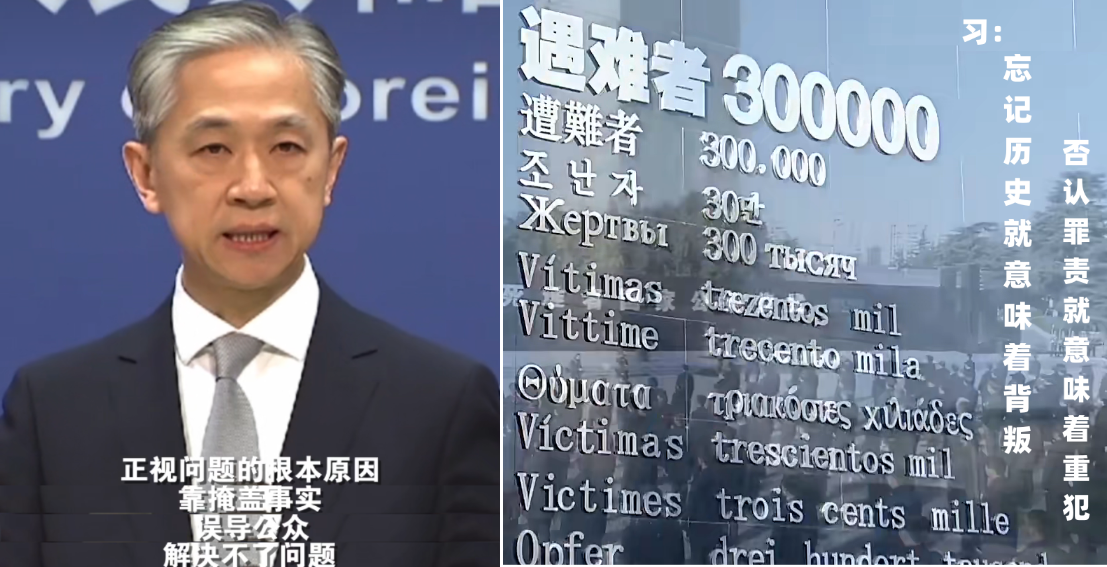 ry
orei
正视问题的根本原因
靠掩盖事实
误导公众
解决不了问题
遇难者 300000
遭難者 300.000
조난자 30만
Жертвы 300 тысяч
Vítimas trezentos mil
Vittime trecento mila
Θύματα τριακόσιες χιλιάδες
Víctimas trescientos mil
Victimes trois cents mille
Opfer drei hundert tausend
习:
忘记历史就意味着背叛
否认罪责就意味着重犯